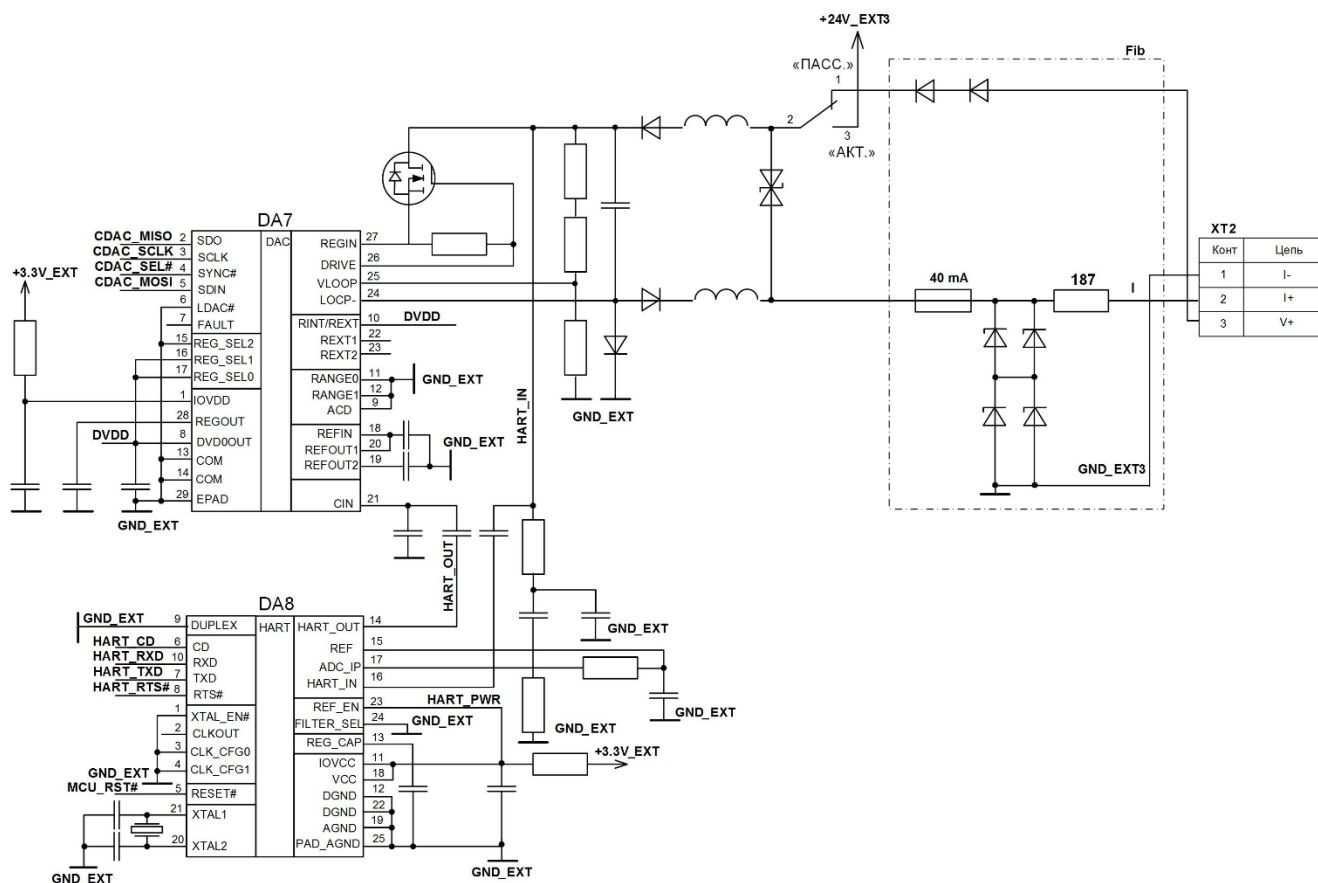 +24V_EXT3
Fib
«ПАСС.»
1
2
3
«АКТ.»
DA7
CDAC_MISO 2 SDO DAC REGIN 27
CDAC_SCLK 3 SCLK DRIVE 26
CDAC_SEL# 4 SYNC# VLOOP 25
CDAC_MOSI 5 SDIN LOCP- 24
+3.3V_EXT
6 LDAC#
7 FAULT RINT/REXT 10 DVDD
15 REG_SEL2 REXT1 22
16 REG_SEL1 REXT2 23
17 REG_SEL0 RANGE0 11 GND_EXT
1 IOVDD RANGE1 12
28 REGOUT ACD 9
DVDD 8 DVD0OUT REFIN 18
13 COM REFOUT1 20 GND_EXT
14 COM REFOUT2 19
29 EPAD CIN 21
GND_EXT
GND_EXT
HART_IN
HART_OUT
40 mA
187
I
GND_EXT3
XT2
Конт Цепь
1 I-
2 I+
3 V+
DA8
GND_EXT 9 DUPLEX HART HART_OUT 14
HART_CD 6 CD REF 15
HART_RXD 10 RXD ADC_IP 17
HART_TXD 7 TXD HART_IN 16
HART_RTS# 8 RTS#
GND_EXT
1 XTAL_EN# REF_EN 23 HART_PWR
2 CLKOUT FILTER_SEL 24 GND_EXT
3 CLK_CFG0 REG_CAP 13
4 CLK_CFG1 IOVCC 11 +3.3V_EXT
GND_EXT
GND_EXT
GND_EXT
MCU_RST# 5 RESET# VCC 18
21 XTAL1 DGND 12
20 XTAL2 DGND 22
AGND 19
PAD_AGND 25
GND_EXT
GND_EXT